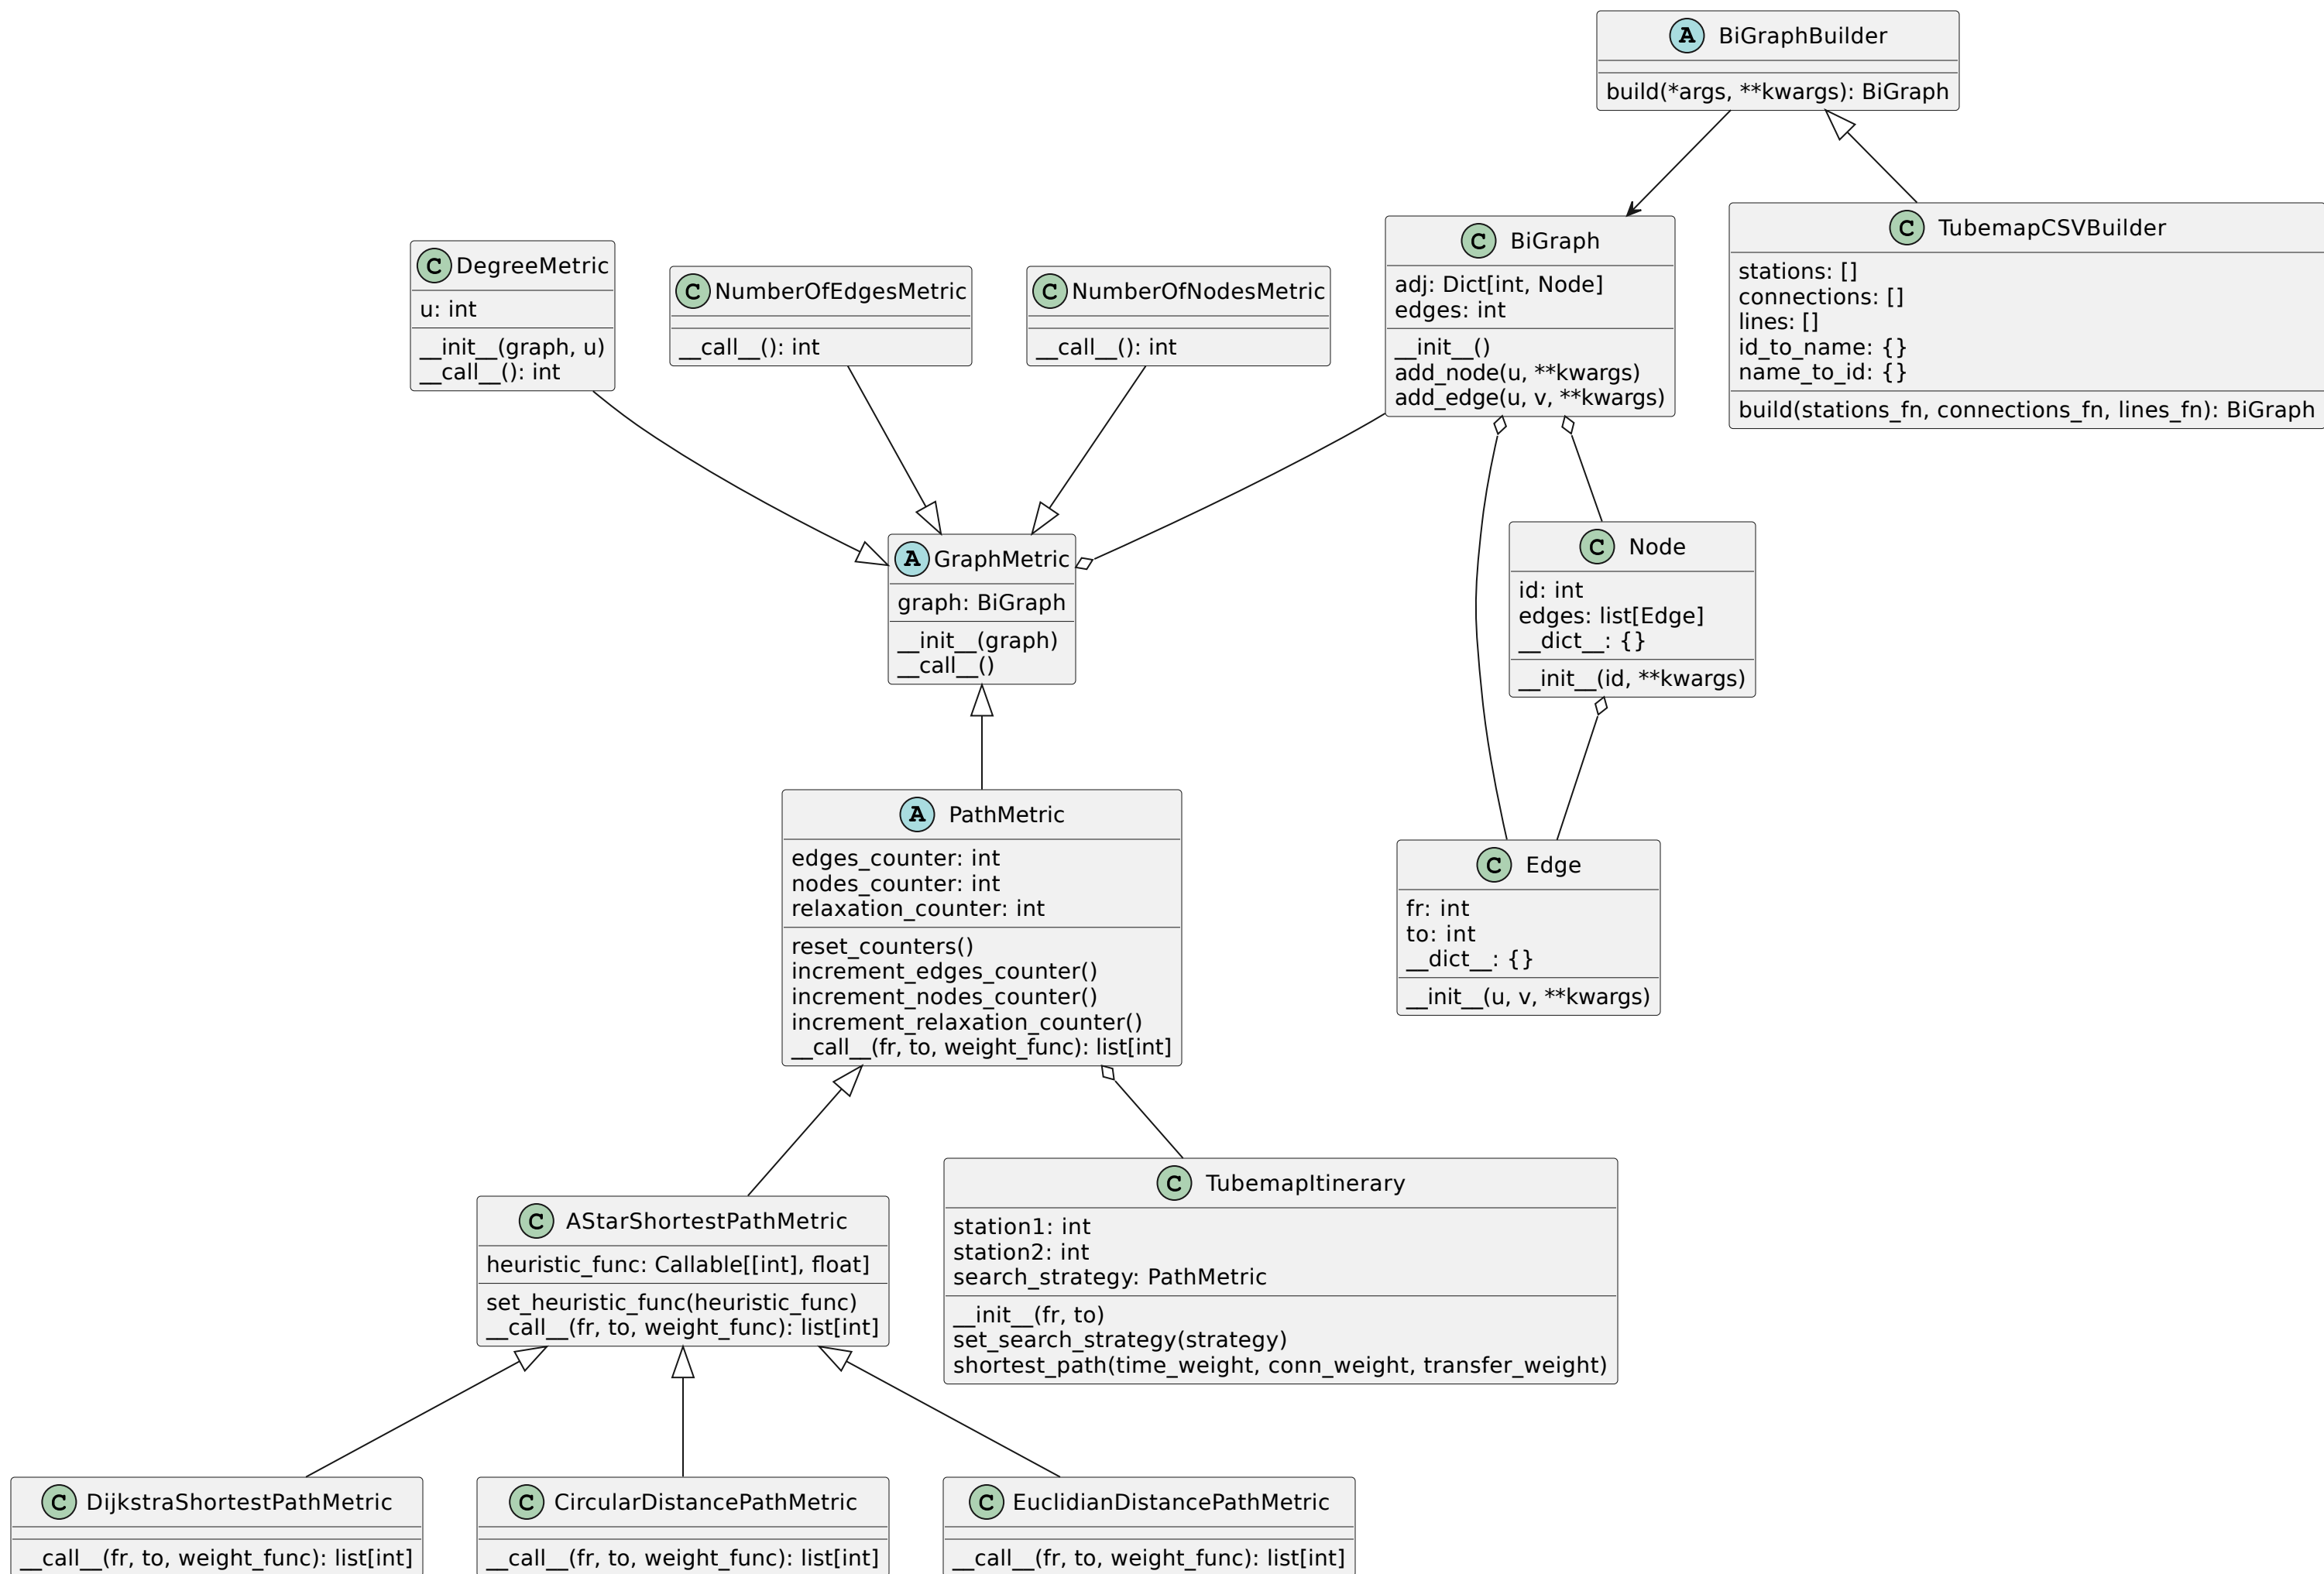 A BiGraphBuilder
build(*args, **kwargs): BiGraph
C DegreeMetric
u: int
__init__(graph, u)
__call__(): int
C NumberOfEdgesMetric
__call__(): int
C NumberOfNodesMetric
__call__(): int
C BiGraph
adj: Dict[int, Node]
edges: int
__init__()
add_node(u, **kwargs)
add_edge(u, v, **kwargs)
C TubemapCSVBuilder
stations: []
connections: []
lines: []
id_to_name: {}
name_to_id: {}
build(stations_fn, connections_fn, lines_fn): BiGraph
A GraphMetric
graph: BiGraph
__init__(graph)
__call__()
C Node
id: int
edges: list[Edge]
__dict__: {}
__init__(id, **kwargs)
A PathMetric
edges_counter: int
nodes_counter: int
relaxation_counter: int
reset_counters()
increment_edges_counter()
increment_nodes_counter()
increment_relaxation_counter()
__call__(fr, to, weight_func): list[int]
C Edge
fr: int
to: int
__dict__: {}
__init__(u, v, **kwargs)
C AStarShortestPathMetric
heuristic_func: Callable[[int], float]
set_heuristic_func(heuristic_func)
__call__(fr, to, weight_func): list[int]
C TubemapItinerary
station1: int
station2: int
search_strategy: PathMetric
__init__(fr, to)
set_search_strategy(strategy)
shortest_path(time_weight, conn_weight, transfer_weight)
C DijkstraShortestPathMetric
__call__(fr, to, weight_func): list[int]
C CircularDistancePathMetric
__call__(fr, to, weight_func): list[int]
C EuclidianDistancePathMetric
__call__(fr, to, weight_func): list[int]